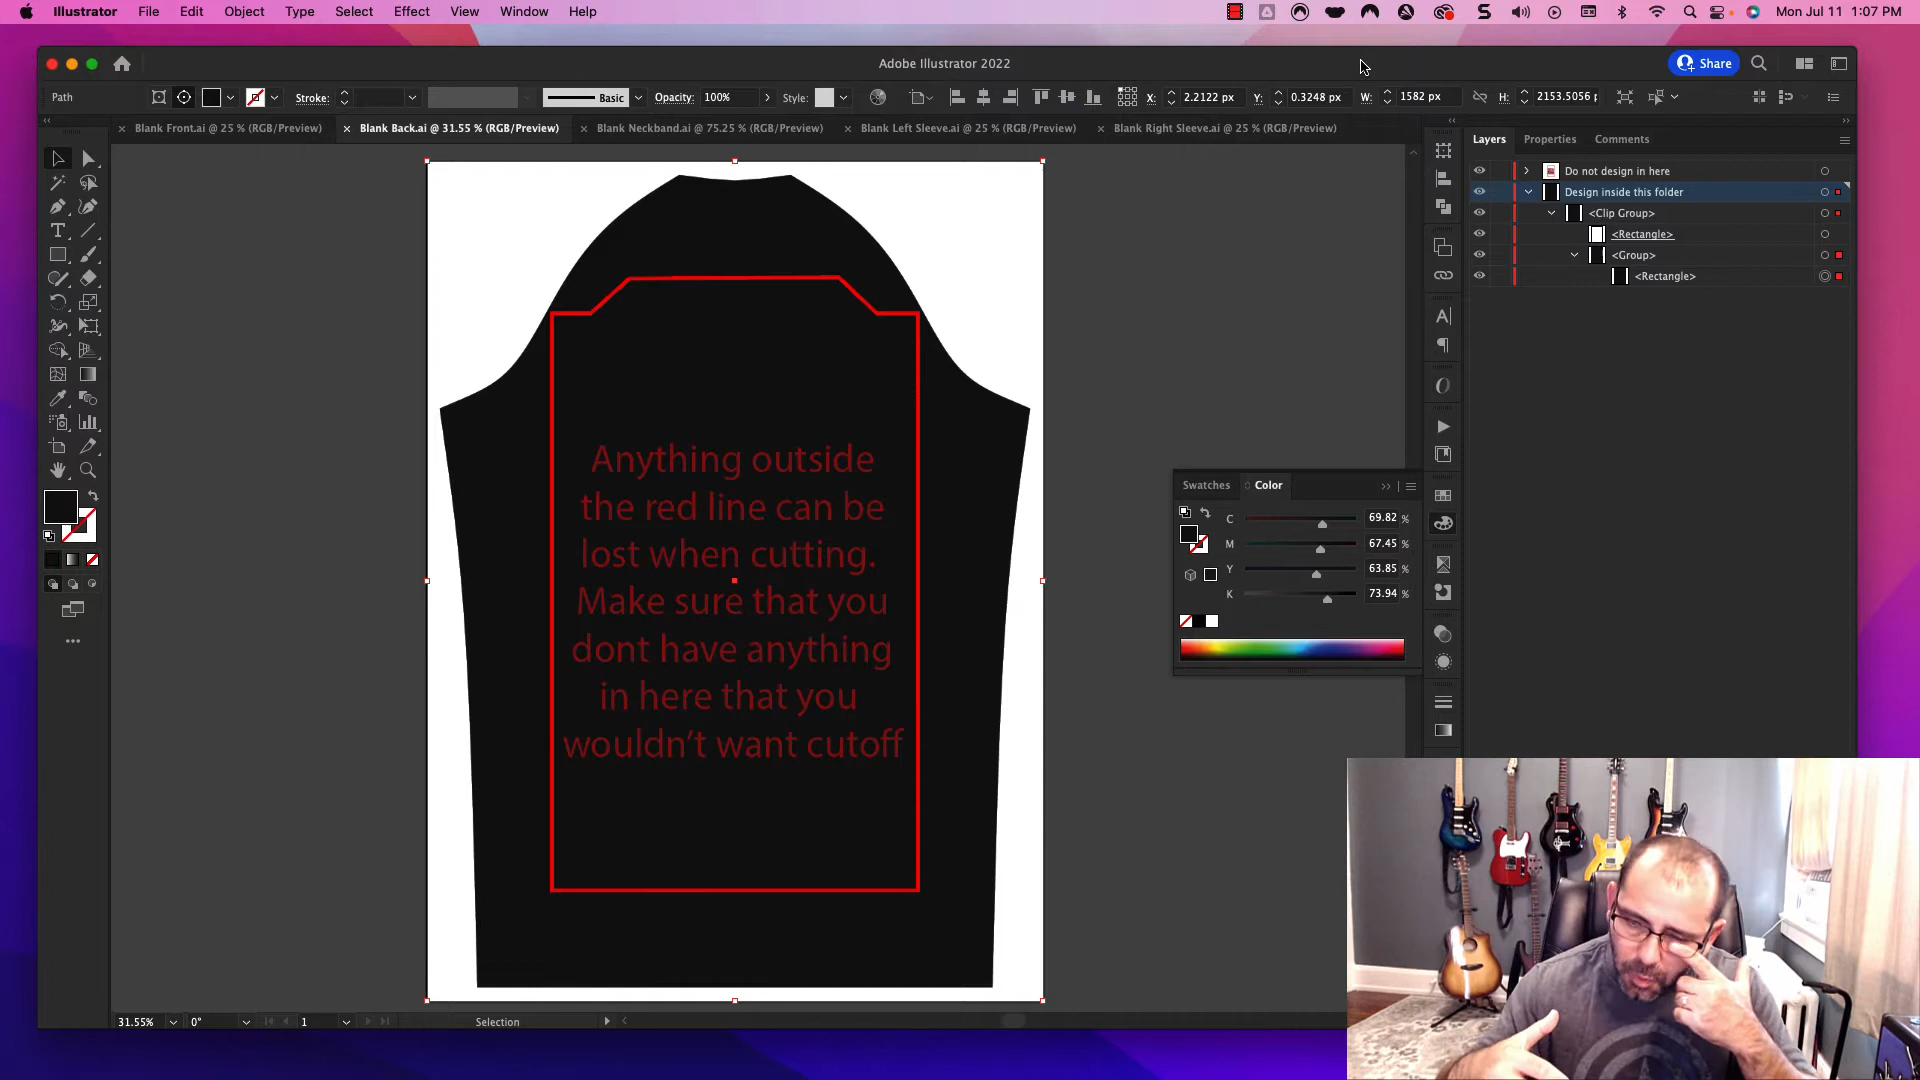 Illustrator File Edit Object Type Select Effect View Window Help Mon Jul 11 1:07 PM
Adobe Illustrator 2022 Share
Path Stroke: Basic Opacity: 100% Style: X: 2.2122 px Y: 0.3248 px W: 1582 px H: 2153.5056 p
Blank Front.ai @ 25 % (RGB/Preview) Blank Back.ai @ 31.55 % (RGB/Preview) Blank Neckband.ai @ 75.25 % (RGB/Preview) Blank Left Sleeve.ai @ 25 % (RGB/Preview) Blank Right Sleeve.ai @ 25 % (RGB/Preview)
Layers Properties Comments
Do not design in here
Design inside this folder
<Clip Group>
<Rectangle>
<Group>
<Rectangle>
Anything outside
the red line can be
lost when cutting.
Make sure that you
dont have anything
in here that you
wouldn't want cutoff
Swatches Color
C 69.82 %
M 67.45 %
Y 63.85 %
K 73.94 %
31.55% 0° 1 Selection